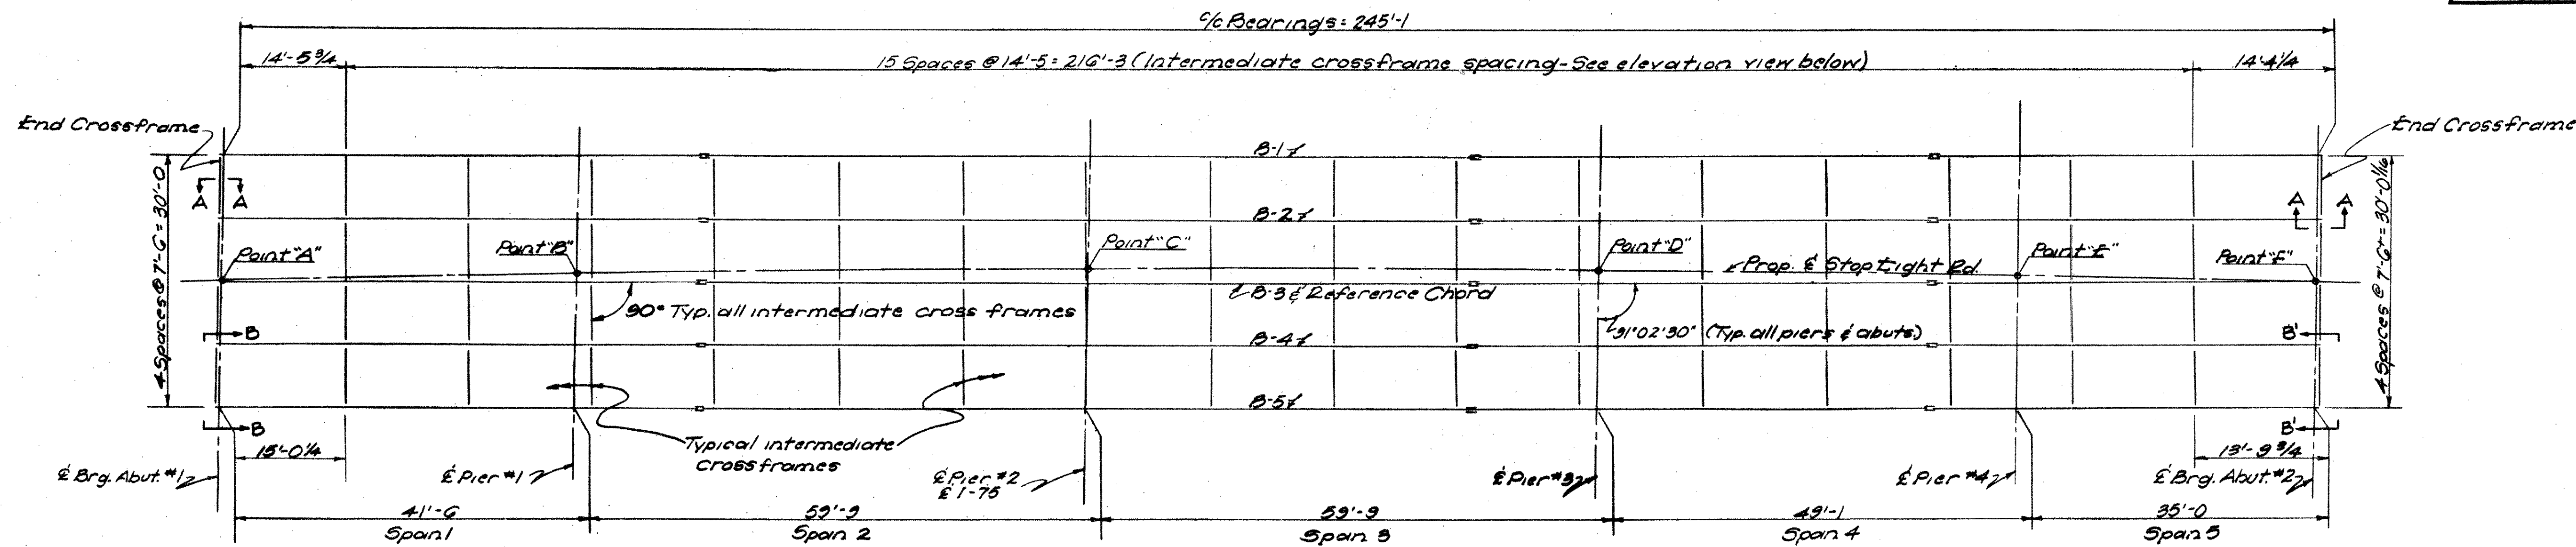 c/c Bearings = 245'-1
14'-5 3/4
15 Spaces @ 14'-5 = 216'-3 (Intermediate crossframe spacing-See elevation view below)
14'-4 1/4
End Crossframe
End Crossframe
B-1
A A
4 Spaces @ 7'-6 = 30'-0
B-2
A A
4 Spaces @ 7'-6+ = 30'-0 1/16
Point "A"
Point "B"
Point "C"
Point "D"
Prop. ℄ Stop Eight Rd.
Point "E"
Point "F"
B-3 & Reference Chord
90° Typ. all intermediate cross frames
91°02'30" (Typ. all piers & abuts.)
B
B'
B-4
B-5
B
B'
Typical intermediate
crossframes
15'-0 1/4
13'-9 3/4
℄ Brg. Abut. #1
℄ Pier #1
℄ Pier #2
℄ I-75
℄ Pier #3
℄ Pier #4
℄ Brg. Abut. #2
41'-6
59'-9
59'-9
49'-1
35'-0
Span 1
Span 2
Span 3
Span 4
Span 5